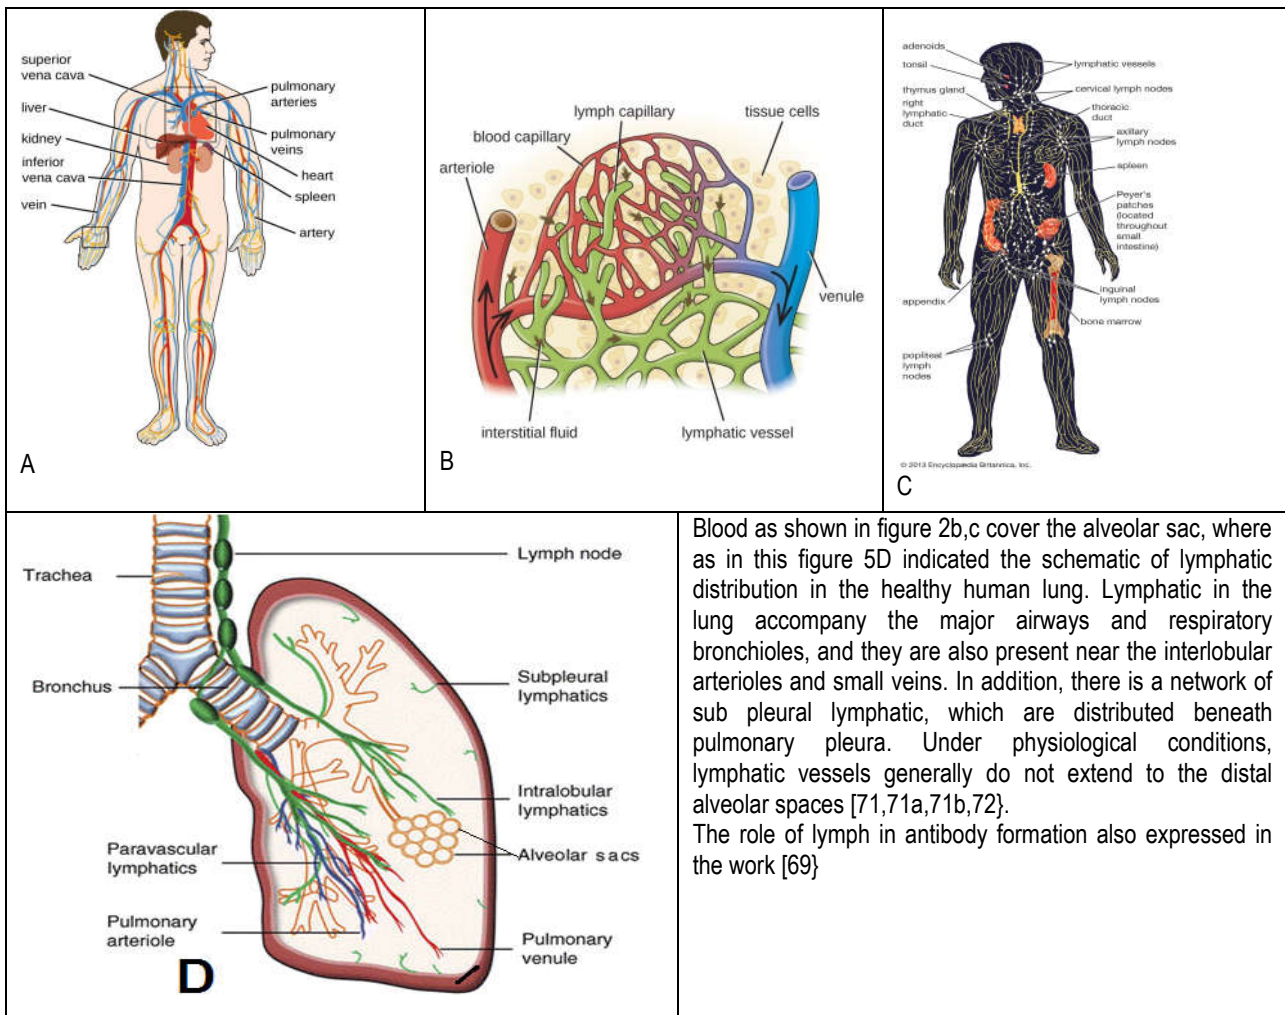 superior
vena cava
liver
kidney
inferior
vena cava
vein
pulmonary
arteries
pulmonary
veins
heart
spleen
artery
A
lymph capillary
tissue cells
blood capillary
arteriole
venule
interstitial fluid
lymphatic vessel
B
adenoids
tonsil
thymus gland
right
lymphatic
duct
appendix
popliteal
lymph
nodes
lymphatic vessels
cervical lymph nodes
thoracic
duct
axillary
lymph nodes
spleen
Peyer's
patches
(located
throughout
small
intestine)
inguinal
lymph nodes
bone marrow
© 2013 Encyclopædia Britannica, Inc.
C
Trachea
Bronchus
Paravascular
lymphatics
Pulmonary
arteriole
Lymph node
Subpleural
lymphatics
Intralobular
lymphatics
Alveolar sacs
Pulmonary
venule
D
Blood as shown in figure 2b,c cover the alveolar sac, where
as in this figure 5D indicated the schematic of lymphatic
distribution in the healthy human lung. Lymphatic in the
lung accompany the major airways and respiratory
bronchioles, and they are also present near the interlobular
arterioles and small veins. In addition, there is a network of
sub pleural lymphatic, which are distributed beneath
pulmonary pleura. Under physiological conditions,
lymphatic vessels generally do not extend to the distal
alveolar spaces [71,71a,71b,72}.
The role of lymph in antibody formation also expressed in
the work [69}